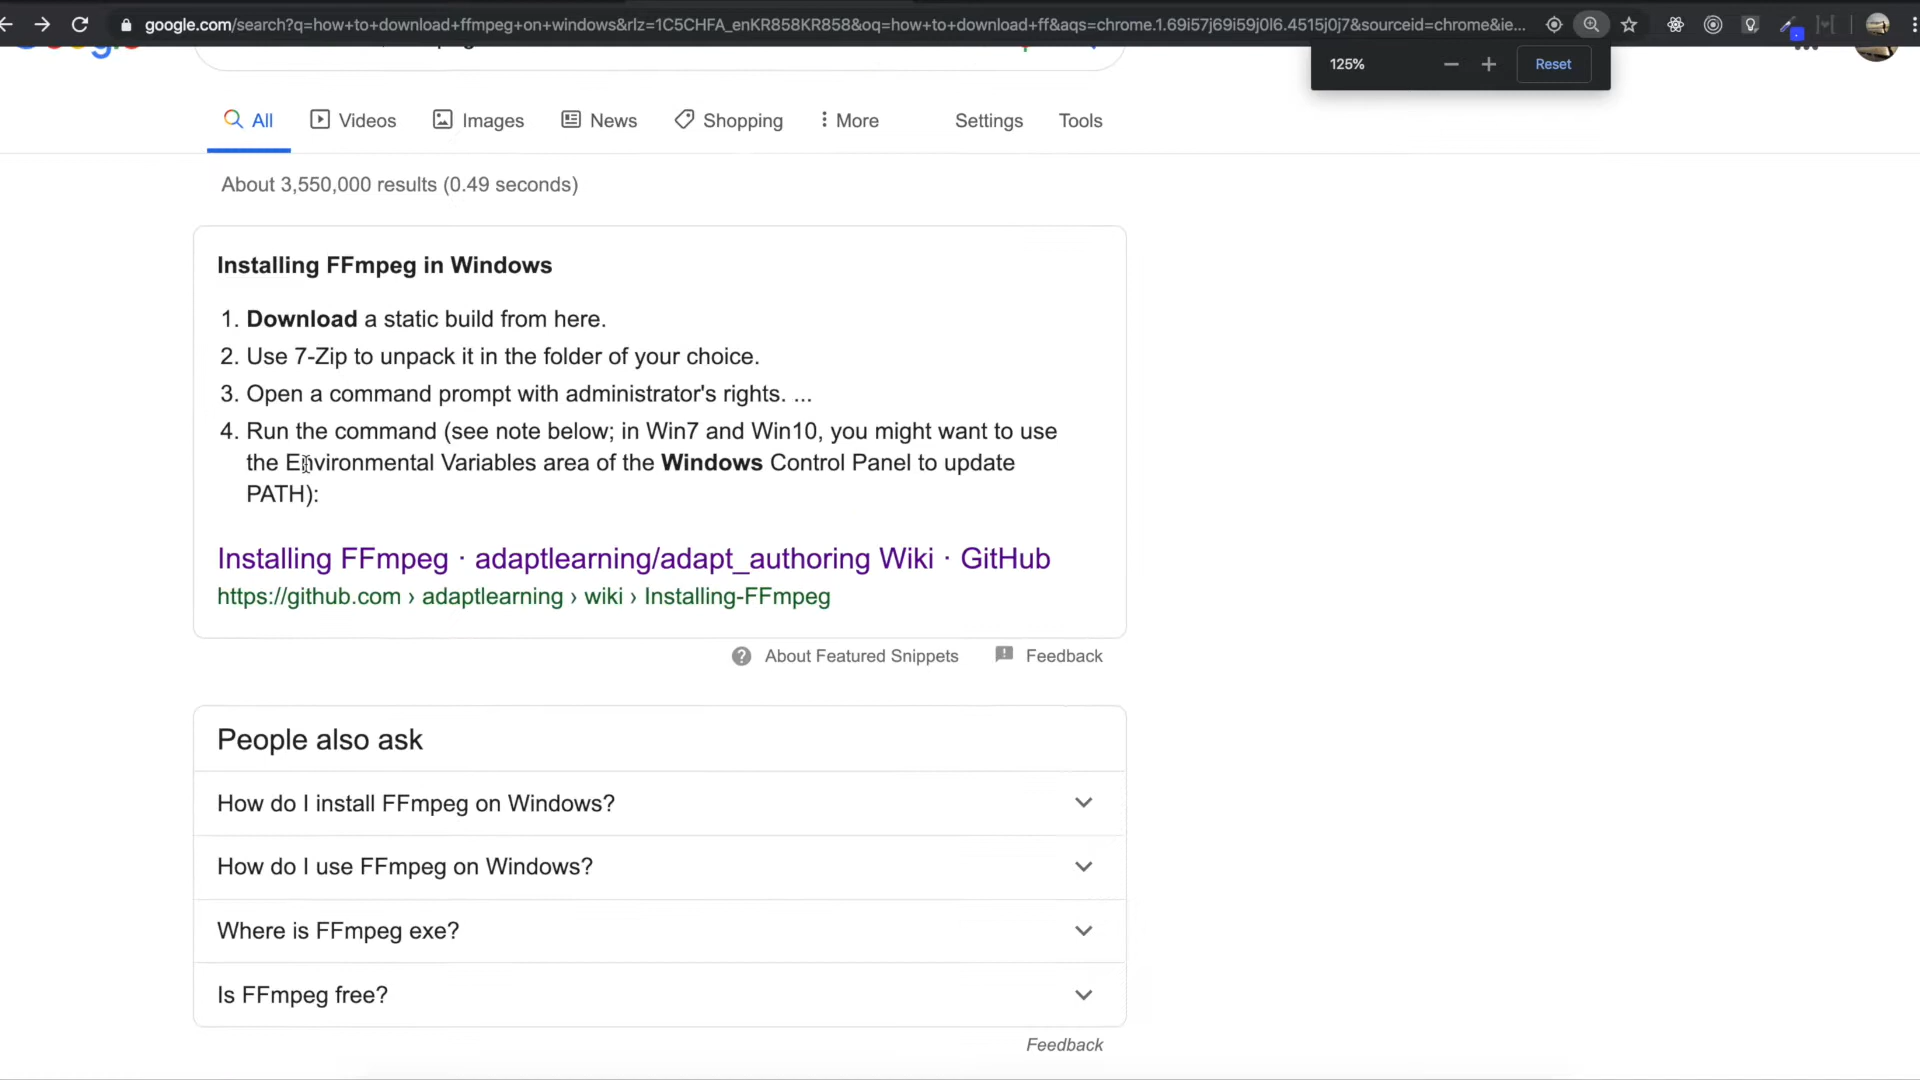 google.com/search?q=how+to+download+ffmpeg+on+windows&rlz=1C5CHFA_enKR858KR858&oq=how+to+download+ff&aqs=chrome.1.69i57j69i59j0l6.4515j0j7&sourceid=chrome&ie...
125%
Reset
All
Videos
Images
News
Shopping
More
Settings
Tools
About 3,550,000 results (0.49 seconds)
Installing FFmpeg in Windows
1. Download a static build from here.
2. Use 7-Zip to unpack it in the folder of your choice.
3. Open a command prompt with administrator's rights. ...
4. Run the command (see note below; in Win7 and Win10, you might want to use
the Environmental Variables area of the Windows Control Panel to update
PATH):
Installing FFmpeg · adaptlearning/adapt_authoring Wiki · GitHub
https://github.com › adaptlearning › wiki › Installing-FFmpeg
About Featured Snippets
Feedback
People also ask
How do I install FFmpeg on Windows?
How do I use FFmpeg on Windows?
Where is FFmpeg exe?
Is FFmpeg free?
Feedback